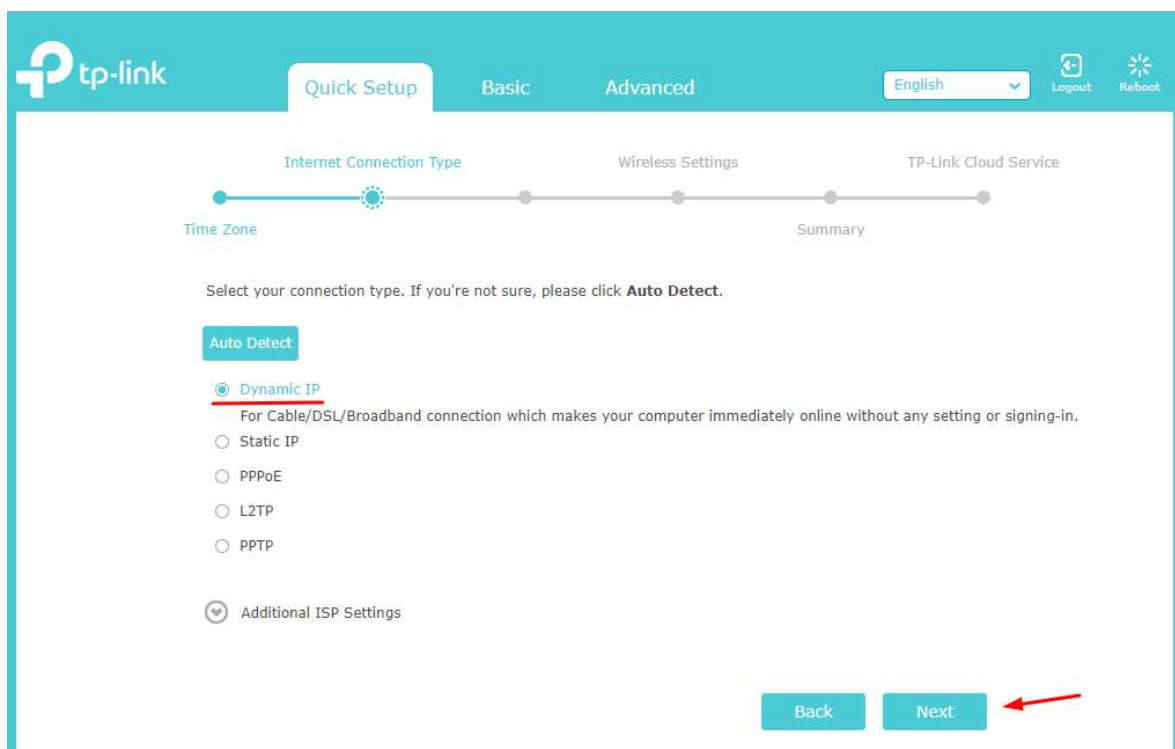 tp-link
Quick Setup
Basic
Advanced
English
Logout
Reboot
Internet Connection Type
Wireless Settings
TP-Link Cloud Service
Time Zone
Summary
Select your connection type. If you're not sure, please click Auto Detect.
Auto Detect
Dynamic IP
For Cable/DSL/Broadband connection which makes your computer immediately online without any setting or signing-in.
Static IP
PPPoE
L2TP
PPTP
Additional ISP Settings
Back
Next